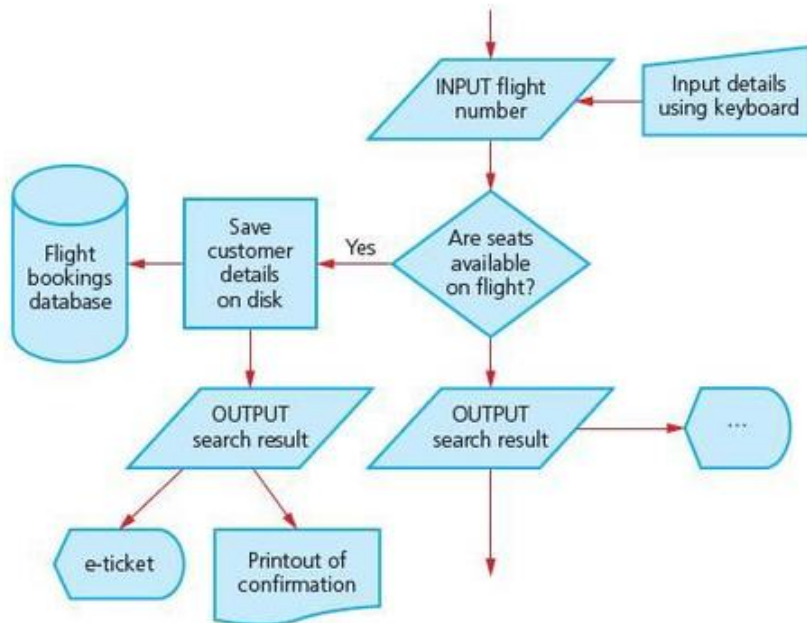 INPUT flight
number
Input details
using keyboard
Flight
bookings
database
Save
customer
details
on disk
Yes
Are seats
available
on flight?
OUTPUT
search result
OUTPUT
search result
...
e-ticket
Printout of
confirmation